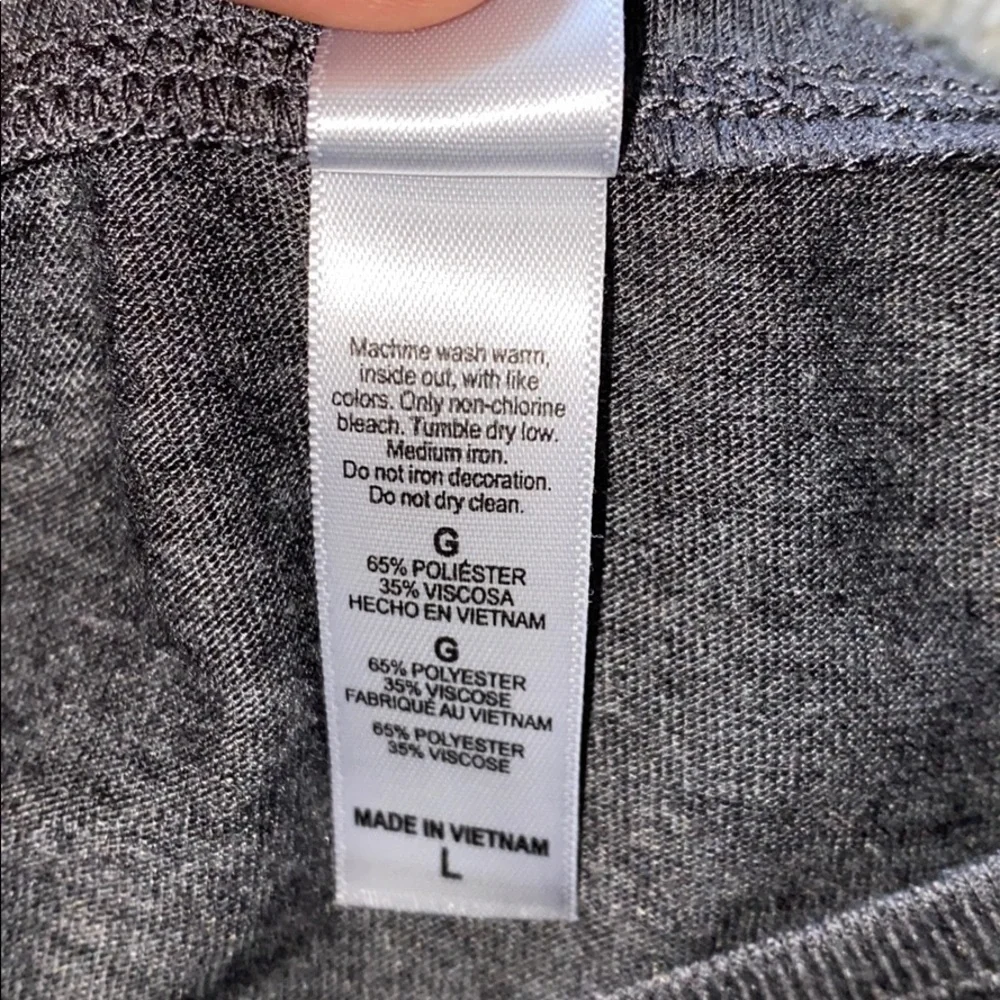 Machine wash warm,
inside out, with like
colors. Only non-chlorine
bleach. Tumble dry low.
Medium iron.
Do not iron decoration.
Do not dry clean.
G
65% POLIÉSTER
35% VISCOSA
HECHO EN VIETNAM
G
65% POLYESTER
35% VISCOSE
FABRIQUÉ AU VIETNAM
65% POLYESTER
35% VISCOSE
MADE IN VIETNAM
L